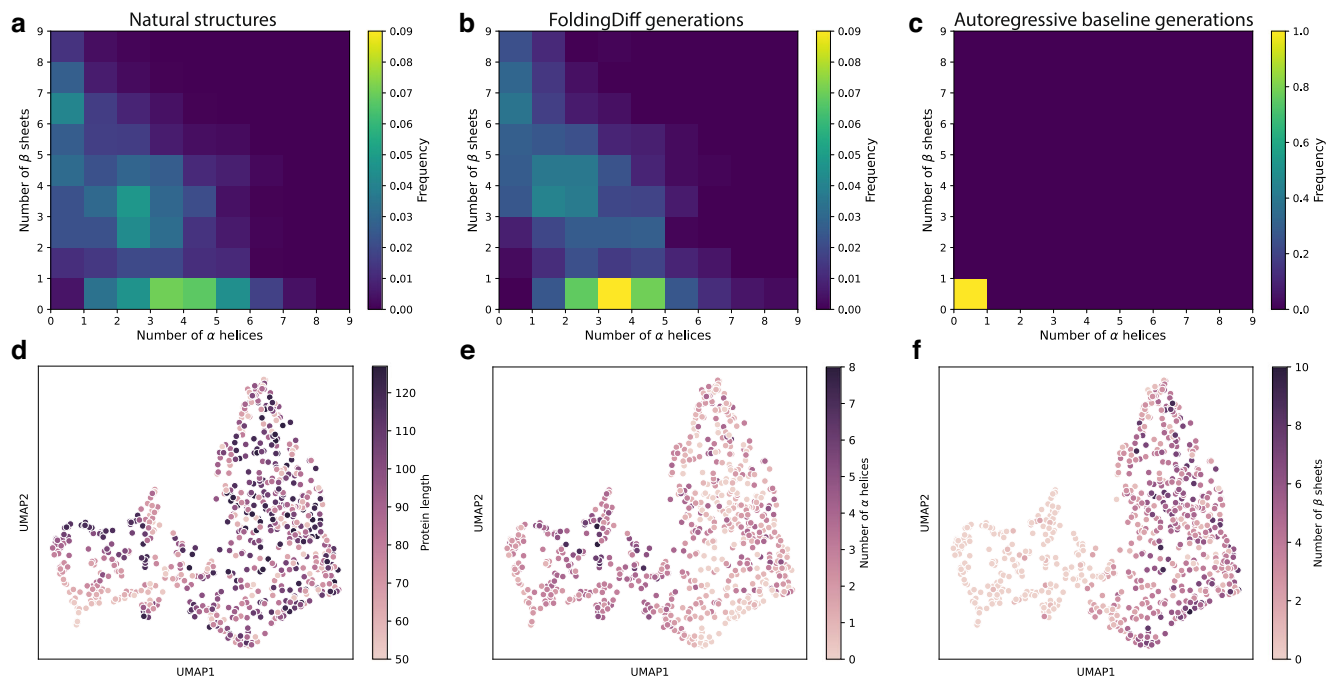 a
Natural structures
9
8
7
6
5
4
3
2
1
0
Number of β sheets
0 1 2 3 4 5 6 7 8 9
Number of α helices
0.09
0.08
0.07
0.06
0.05
0.04
0.03
0.02
0.01
0.00
Frequency
b
FoldingDiff generations
9
8
7
6
5
4
3
2
1
0
Number of β sheets
0 1 2 3 4 5 6 7 8 9
Number of α helices
0.09
0.08
0.07
0.06
0.05
0.04
0.03
0.02
0.01
0.00
Frequency
c
Autoregressive baseline generations
9
8
7
6
5
4
3
2
1
0
Number of β sheets
0 1 2 3 4 5 6 7 8 9
Number of α helices
1.0
0.8
0.6
0.4
0.2
0.0
Frequency
d
UMAP2
UMAP1
120
110
100
90
80
70
60
50
Protein length
e
UMAP2
UMAP1
8
7
6
5
4
3
2
1
0
Number of α helices
f
UMAP2
UMAP1
10
8
6
4
2
0
Number of β sheets